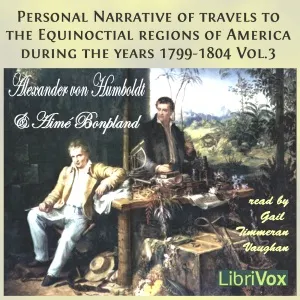 Personal Narrative of travels to
the Equinoctial regions of America
during the years 1799-1804 Vol.3
Alexander von Humboldt
& Aimé Bonpland
read by
Gail
Timmeran
Vaughan
LibriVox